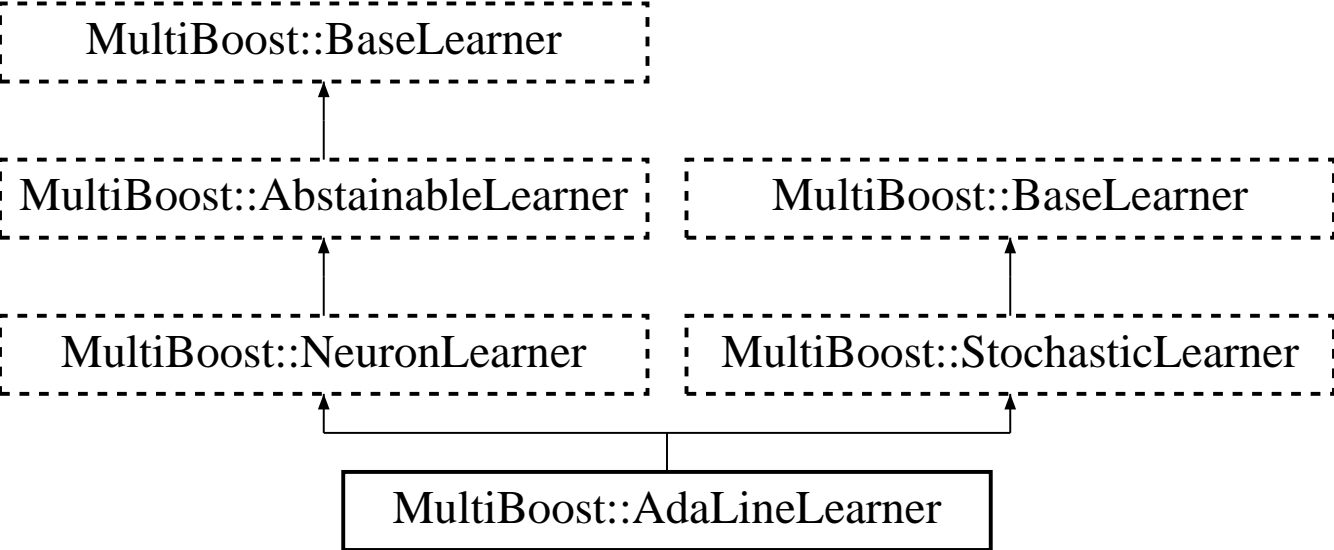 MultiBoost::BaseLearner
MultiBoost::AbstainableLearner
MultiBoost::BaseLearner
MultiBoost::NeuronLearner
MultiBoost::StochasticLearner
MultiBoost::AdaLineLearner